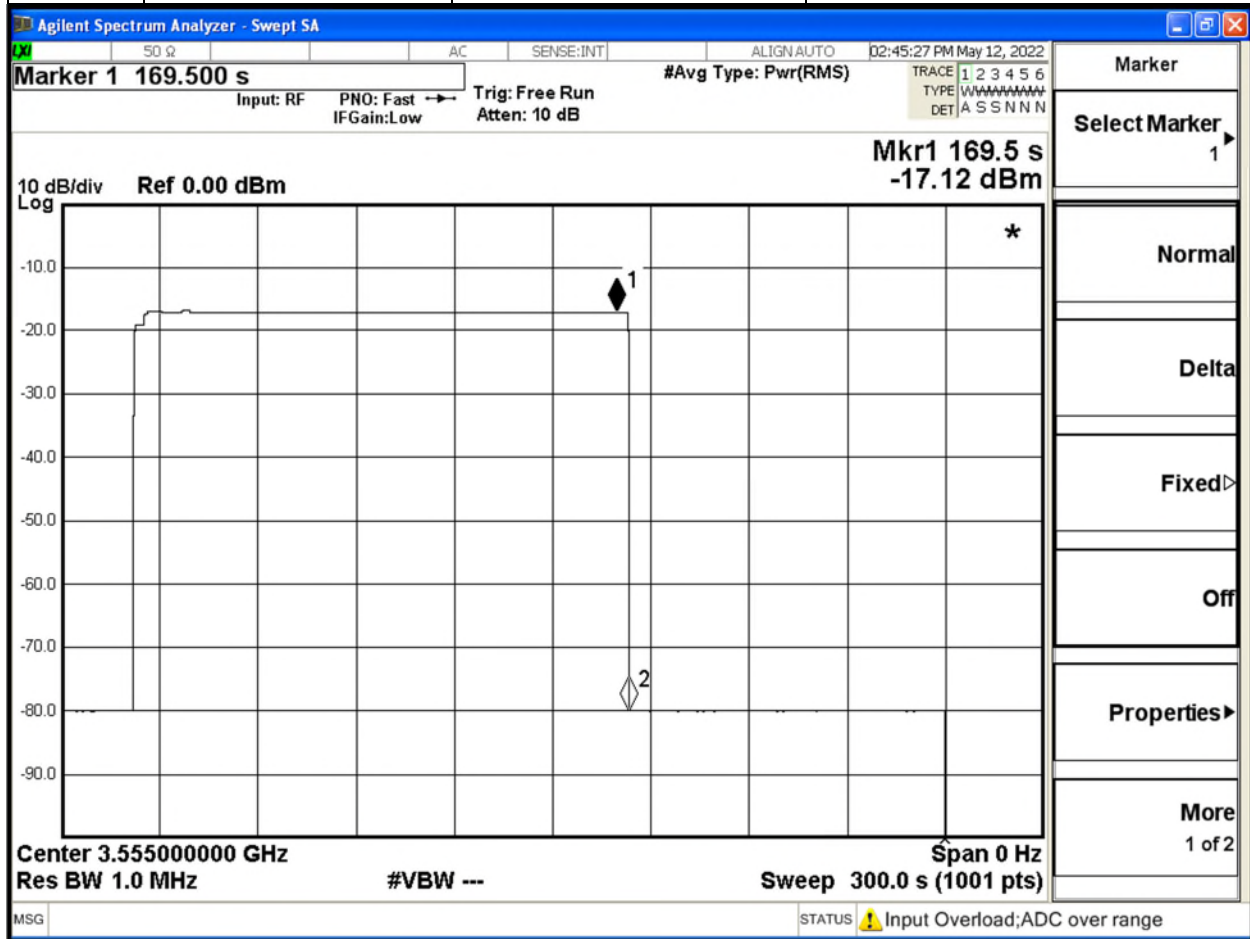 Agilent Spectrum Analyzer - Swept SA
LXI 50 Ω AC SENSE:INT ALIGN AUTO 02:45:27 PM May 12, 2022
Marker 1 169.500 s
Input: RF PNO: Fast Trig: Free Run #Avg Type: Pwr(RMS)
IFGain:Low Atten: 10 dB
TRACE 1 2 3 4 5 6
TYPE
DET A S S N N N
Mkr1 169.5 s
-17.12 dBm
10 dB/div Ref 0.00 dBm
Log
*
-10.0
1
-20.0
-30.0
-40.0
-50.0
-60.0
-70.0
2
-80.0
-90.0
Center 3.555000000 GHz Span 0 Hz
Res BW 1.0 MHz #VBW --- Sweep 300.0 s (1001 pts)
MSG STATUS Input Overload;ADC over range
Marker
Select Marker
1
Normal
Delta
Fixed
Off
Properties
More
1 of 2